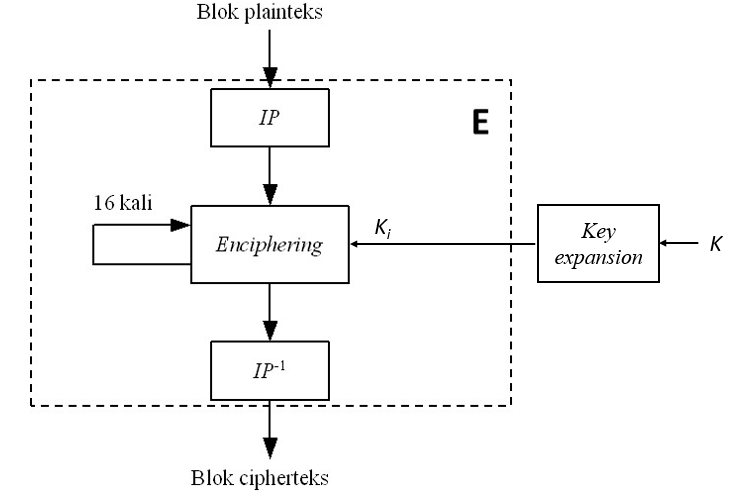 Blok plainteks
IP
E
16 kali
Enciphering
K_i
Key
expansion
K
IP⁻¹
Blok cipherteks